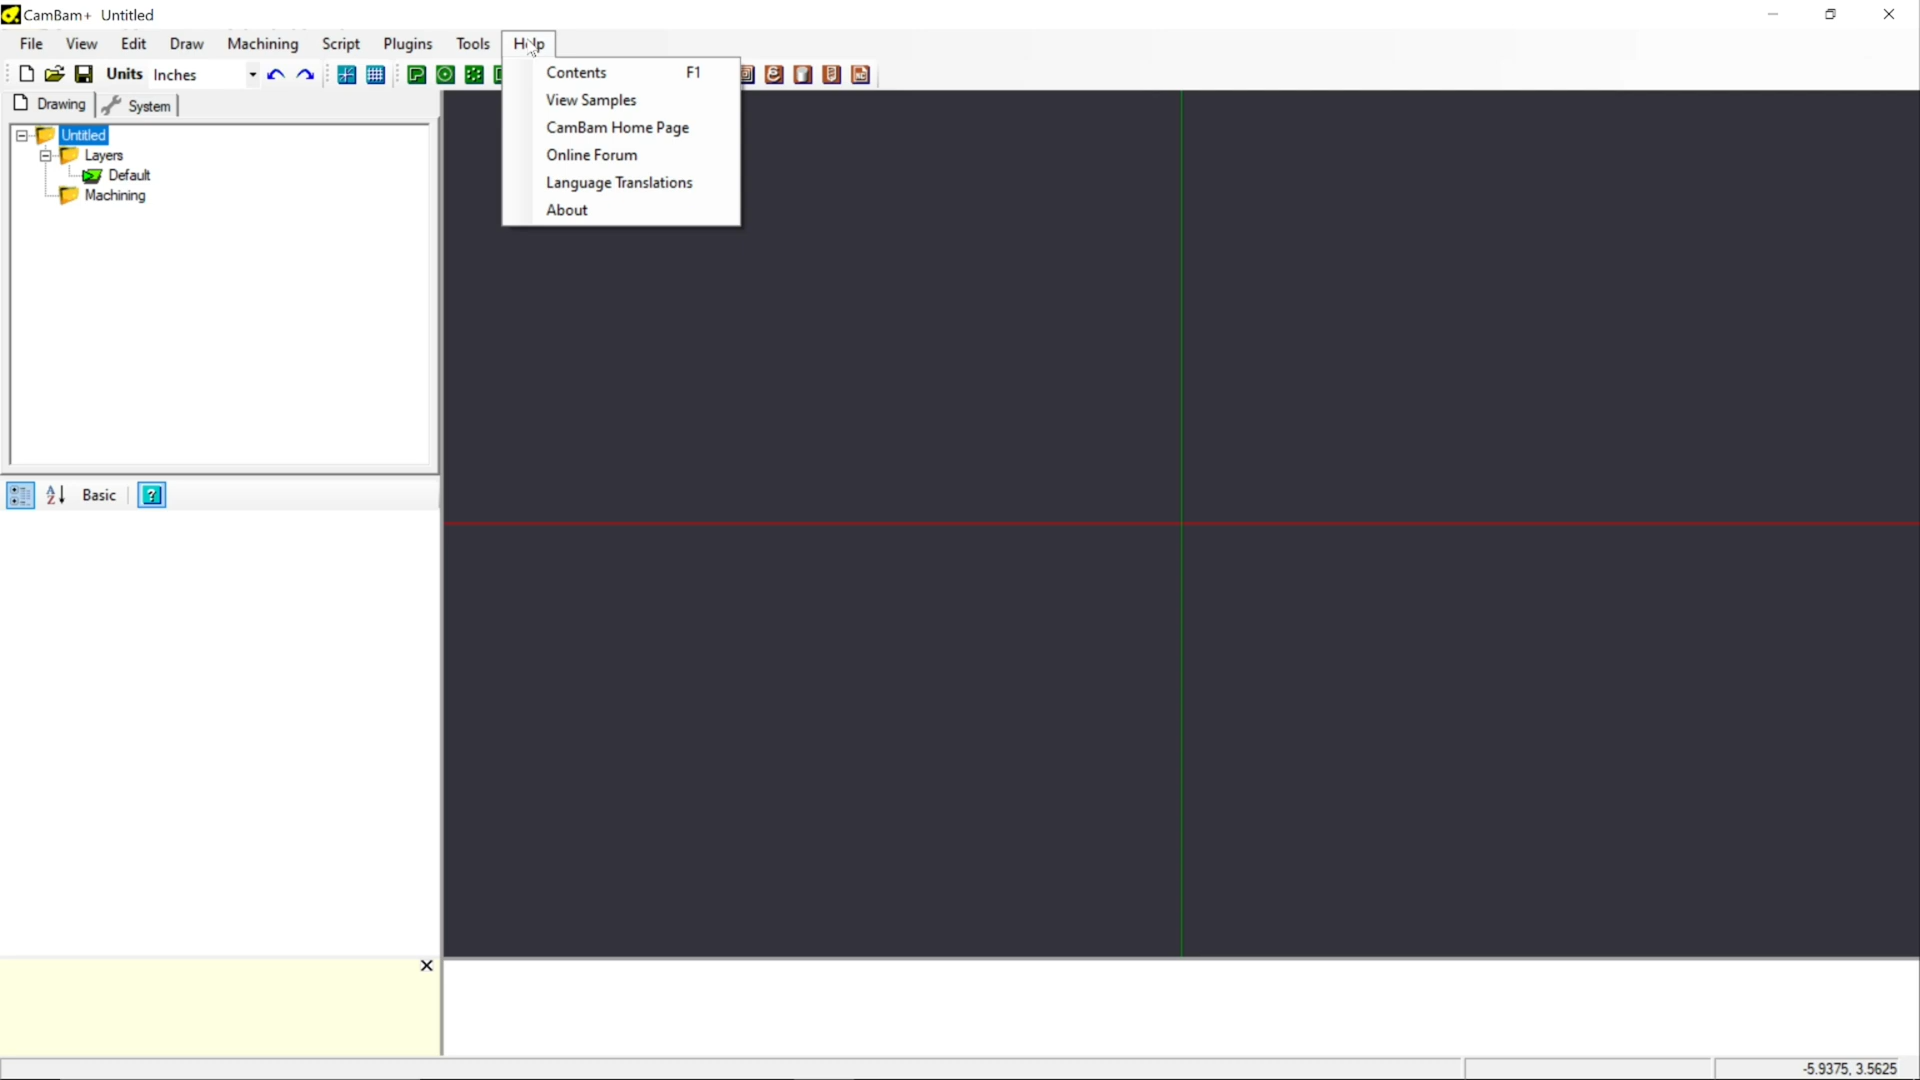 CamBam+ Untitled
File View Edit Draw Machining Script Plugins Tools Help
Units Inches
Drawing System
Untitled
Layers
Default
Machining
Contents F1
View Samples
CamBam Home Page
Online Forum
Language Translations
About
Basic
-5.9375, 3.5625